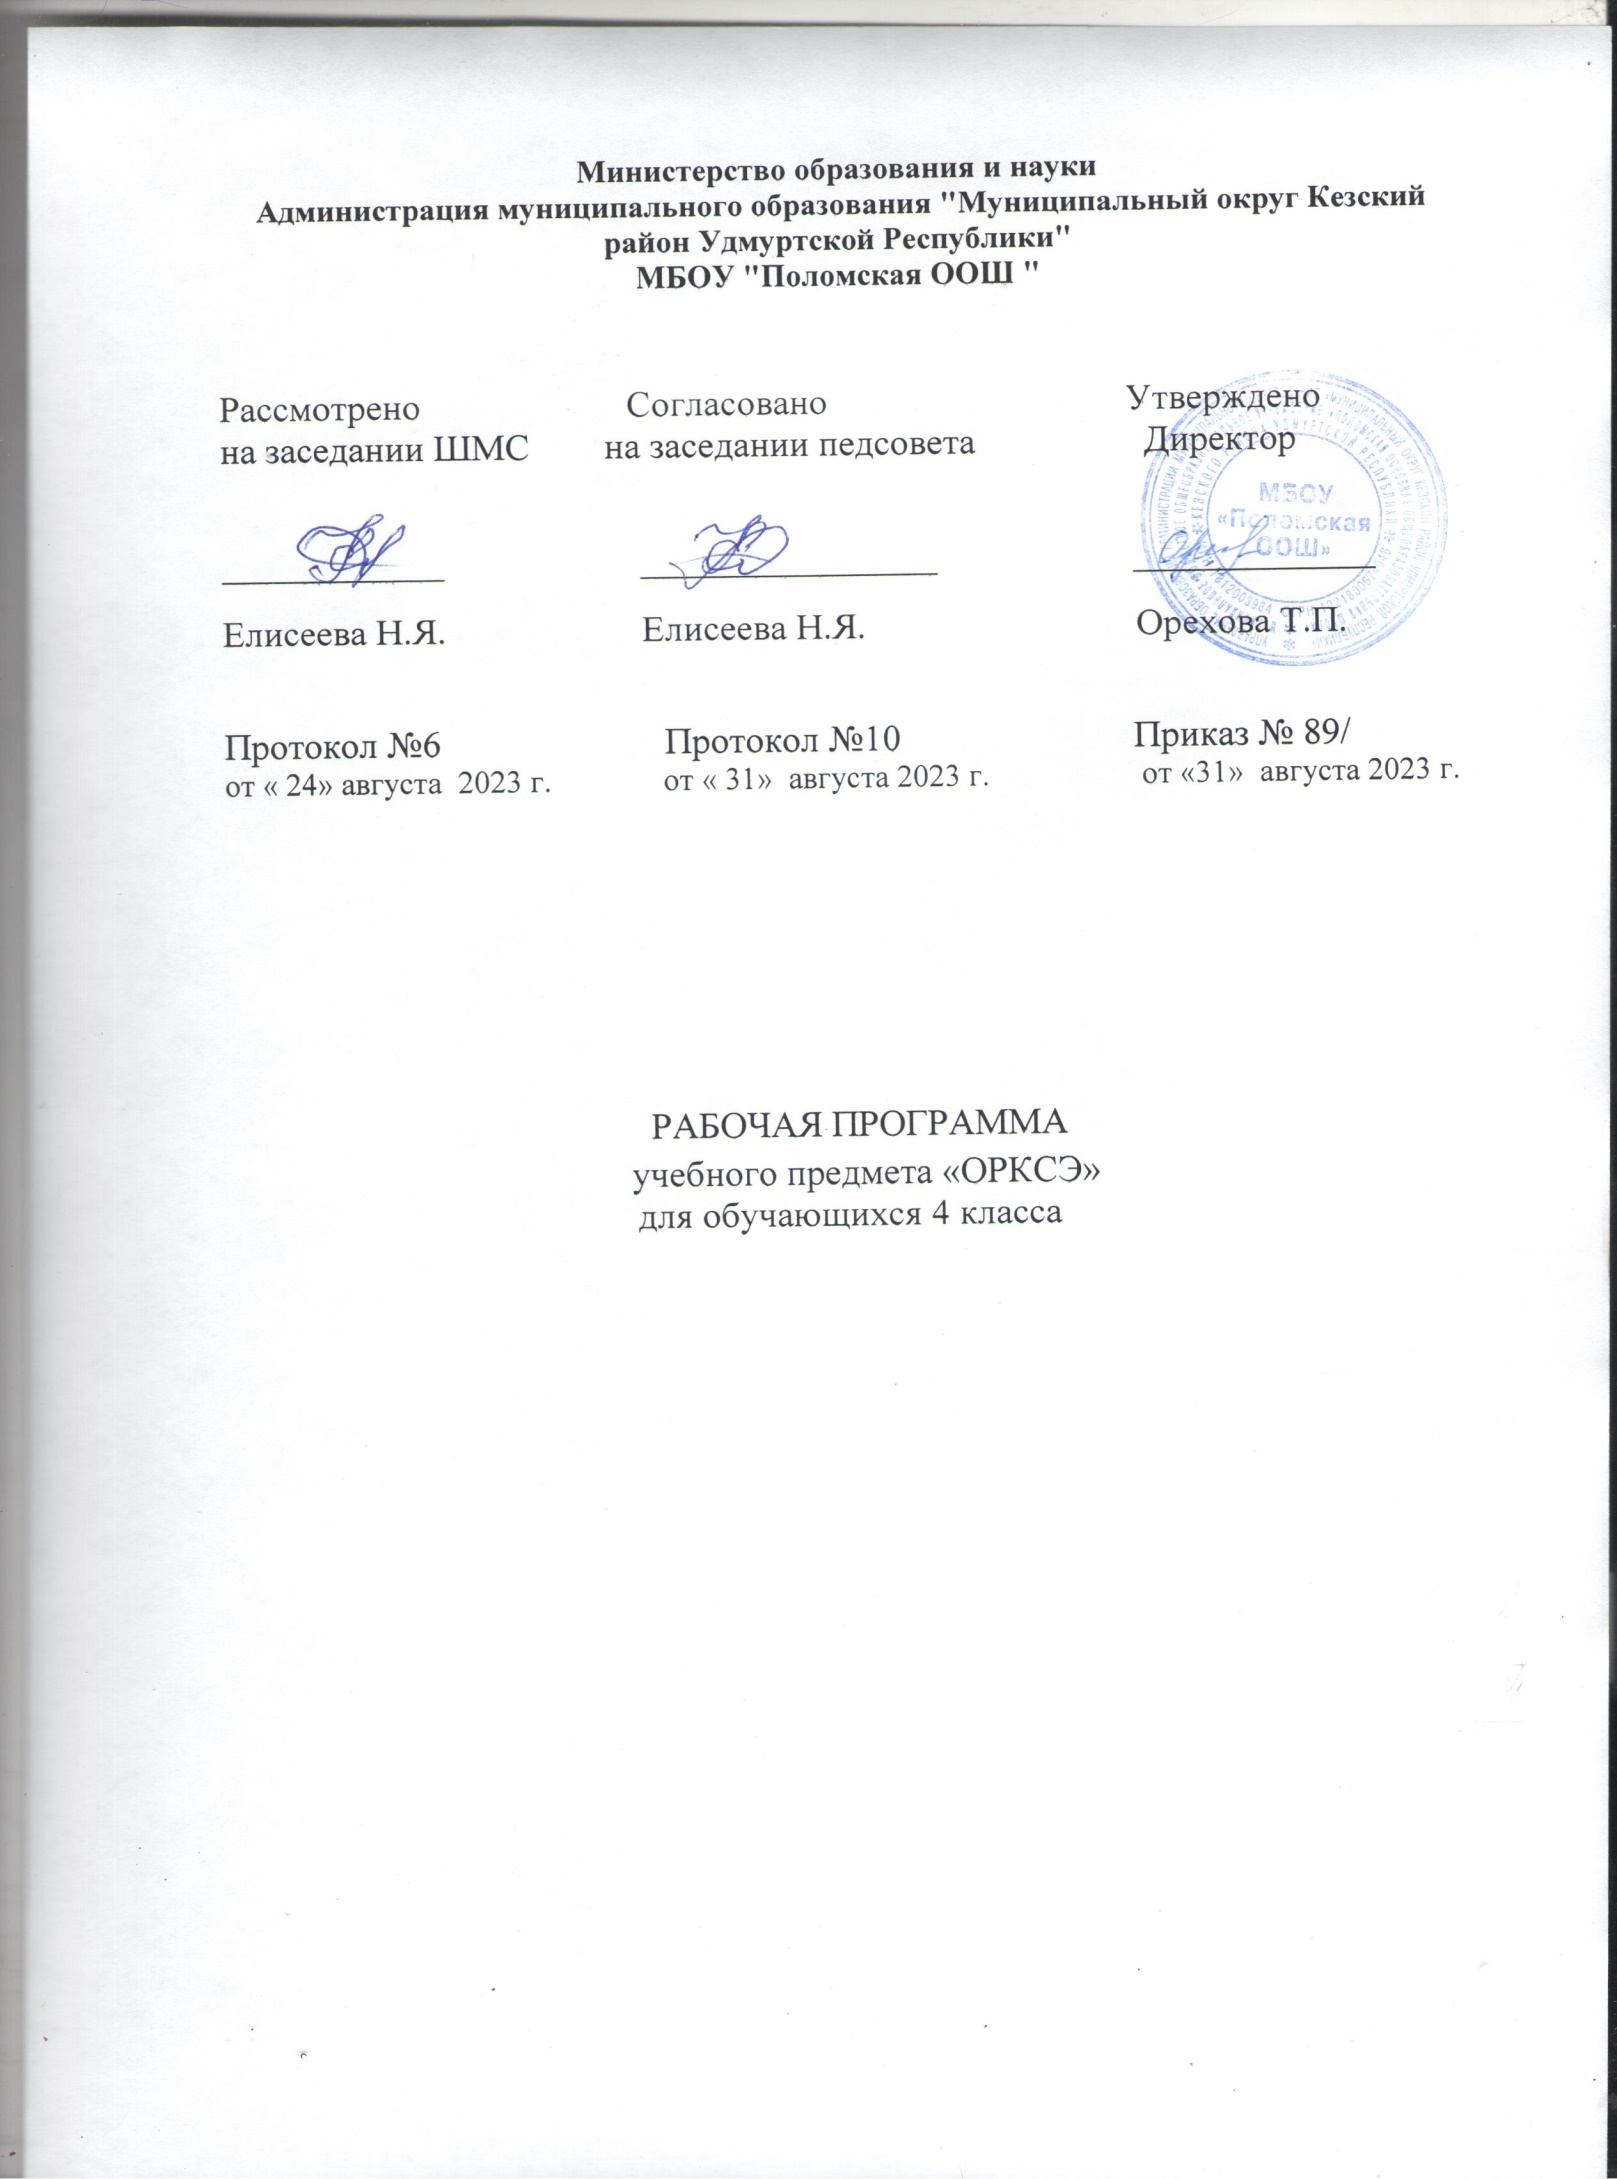 Министерство образования и науки
Администрация муниципального образования "Муниципальный округ Кезский
район Удмуртской Республики"
МБОУ "Поломская ООШ "
Рассмотрено Согласовано Утверждено
на заседании ШМС на заседании педсовета Директор
МБОУ
«Поломская
ООШ»
Елисеева Н.Я. Елисеева Н.Я. Орехова Т.П.
Протокол №6 Протокол №10 Приказ № 89/
от « 24» августа 2023 г. от « 31» августа 2023 г. от «31» августа 2023 г.
РАБОЧАЯ ПРОГРАММА
учебного предмета «ОРКСЭ»
для обучающихся 4 класса